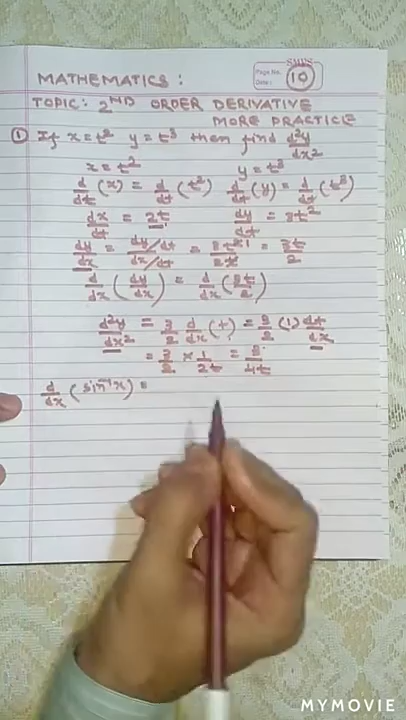 MATHEMATICS:
SMPS
Page No. 10
Date:
TOPIC: 2ND ORDER DERIVATIVE
MORE PRACTICE
① If x=t² y=t³ then find d²y/dx²
x=t² y=t³
d/dt (x) = d/dt (t²) d/dt (y) = d/dt (t³)
dx/dt = 2t dy/dt = 3t²
dy/dx = dy/dt / dx/dt = 3t²/2t = 3t/2
d/dx (dy/dx) = d/dx (3t/2)
d²y/dx² = 3/2 d/dx (t) = 3/2 (1) dt/dx
= 3/2 × 1/2t = 3/4t
d/dx (sin⁻¹x) =
MYMOVIE